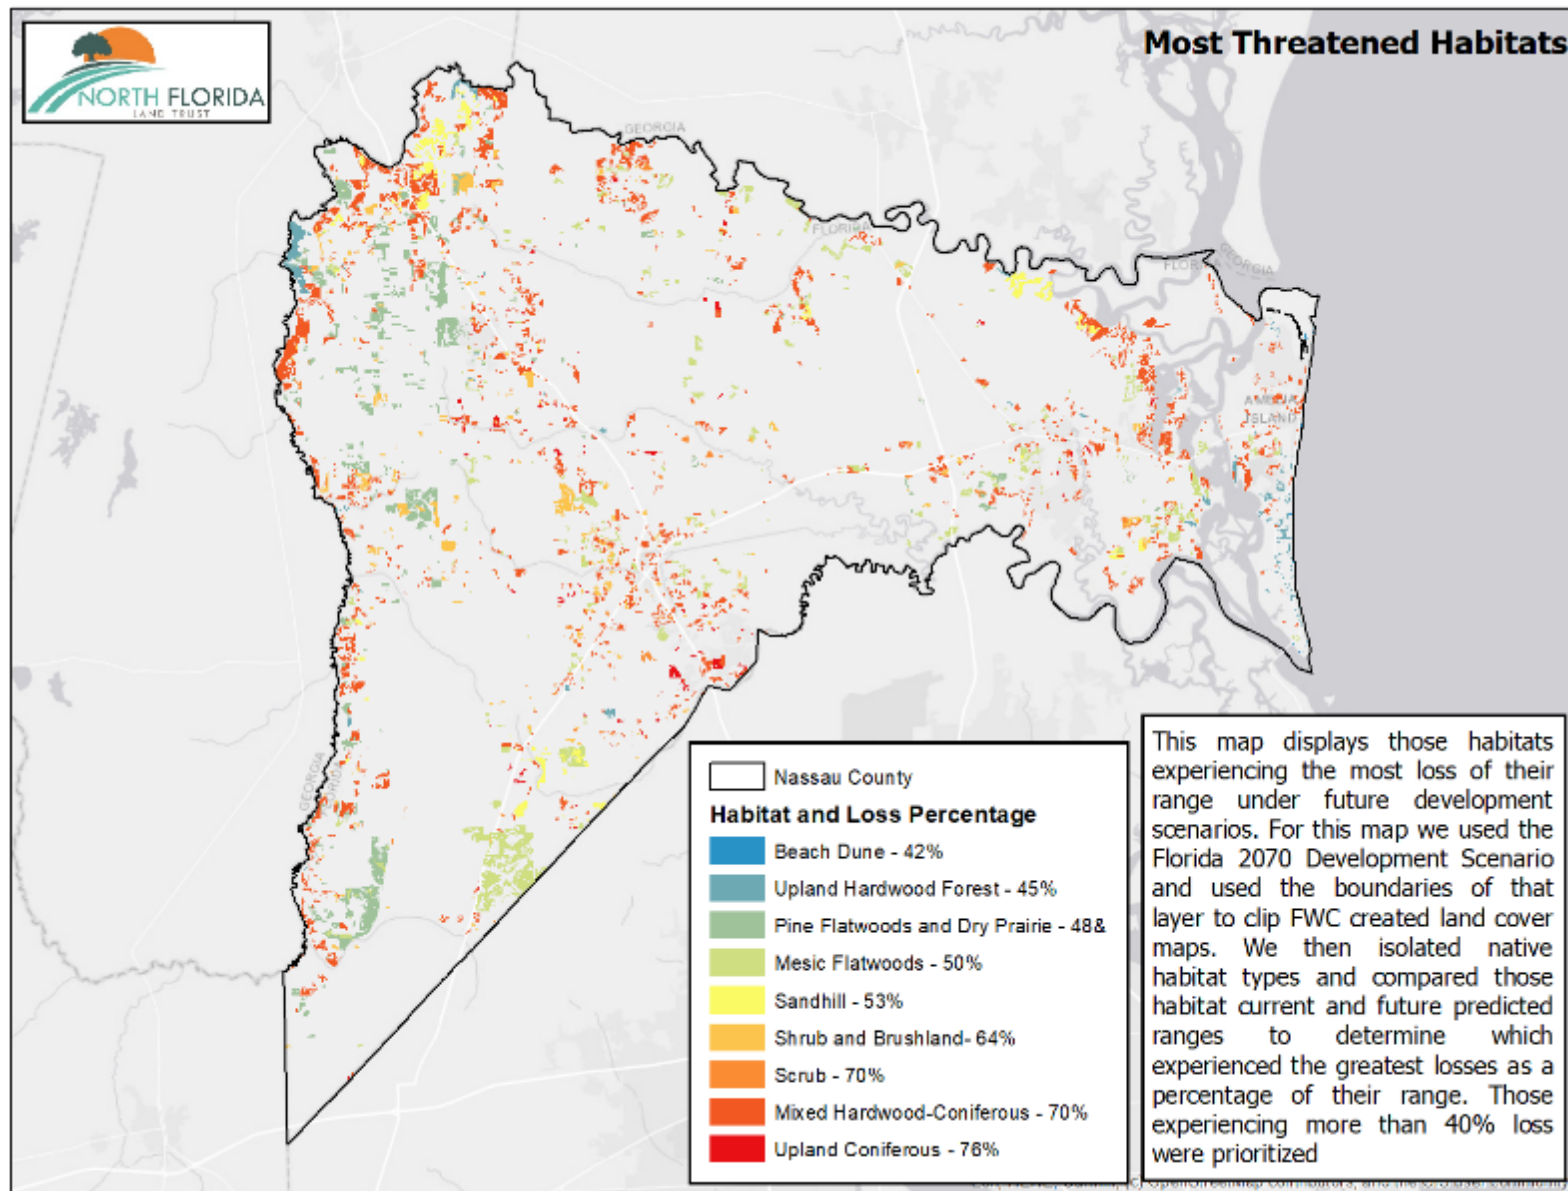 Most Threatened Habitats
NORTH FLORIDA
LAND TRUST
GEORGIA
FLORIDA
GEORGIA
FLORI
AMELIA
ISLAND
GEORGIA
FLORIDA
Nassau County
Habitat and Loss Percentage
Beach Dune - 42%
Upland Hardwood Forest - 45%
Pine Flatwoods and Dry Prairie - 48&
Mesic Flatwoods - 50%
Sandhill - 53%
Shrub and Brushland- 64%
Scrub - 70%
Mixed Hardwood-Coniferous - 70%
Upland Coniferous - 76%
This map displays those habitats
experiencing the most loss of their
range under future development
scenarios. For this map we used the
Florida 2070 Development Scenario
and used the boundaries of that
layer to clip FWC created land cover
maps. We then isolated native
habitat types and compared those
habitat current and future predicted
ranges to determine which
experienced the greatest losses as a
percentage of their range. Those
experiencing more than 40% loss
were prioritized